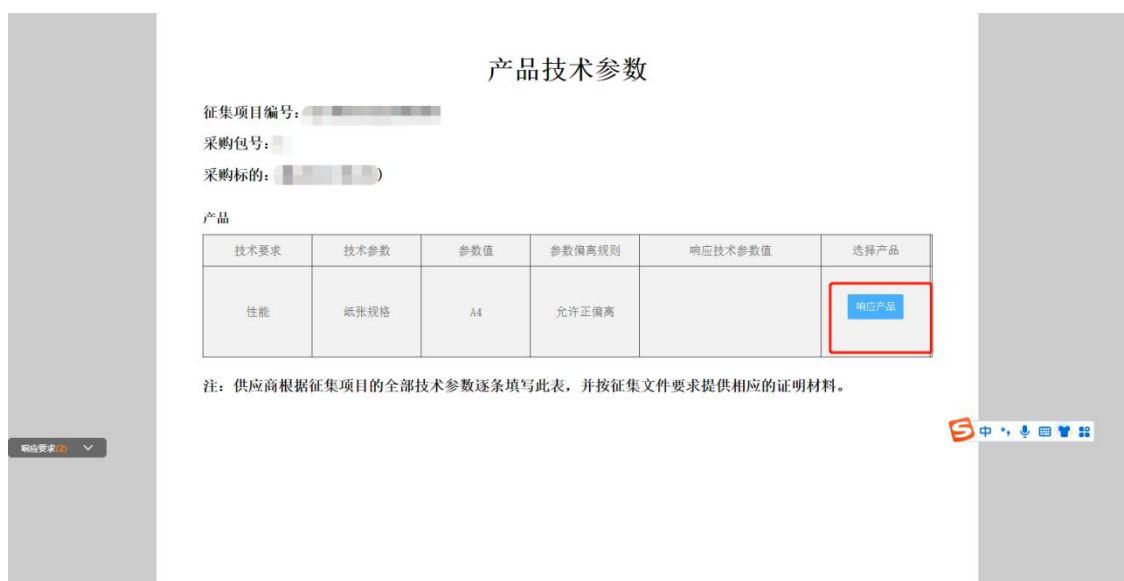 产品技术参数
征集项目编号:
采购包号:
采购标的: )
产品
技术要求 技术参数 参数值 参数偏离规则 响应技术参数值 选择产品
性能 纸张规格 A4 允许正偏离 响应产品
注：供应商根据征集项目的全部技术参数逐条填写此表，并按征集文件要求提供相应的证明材料。
中
响应要求(2)